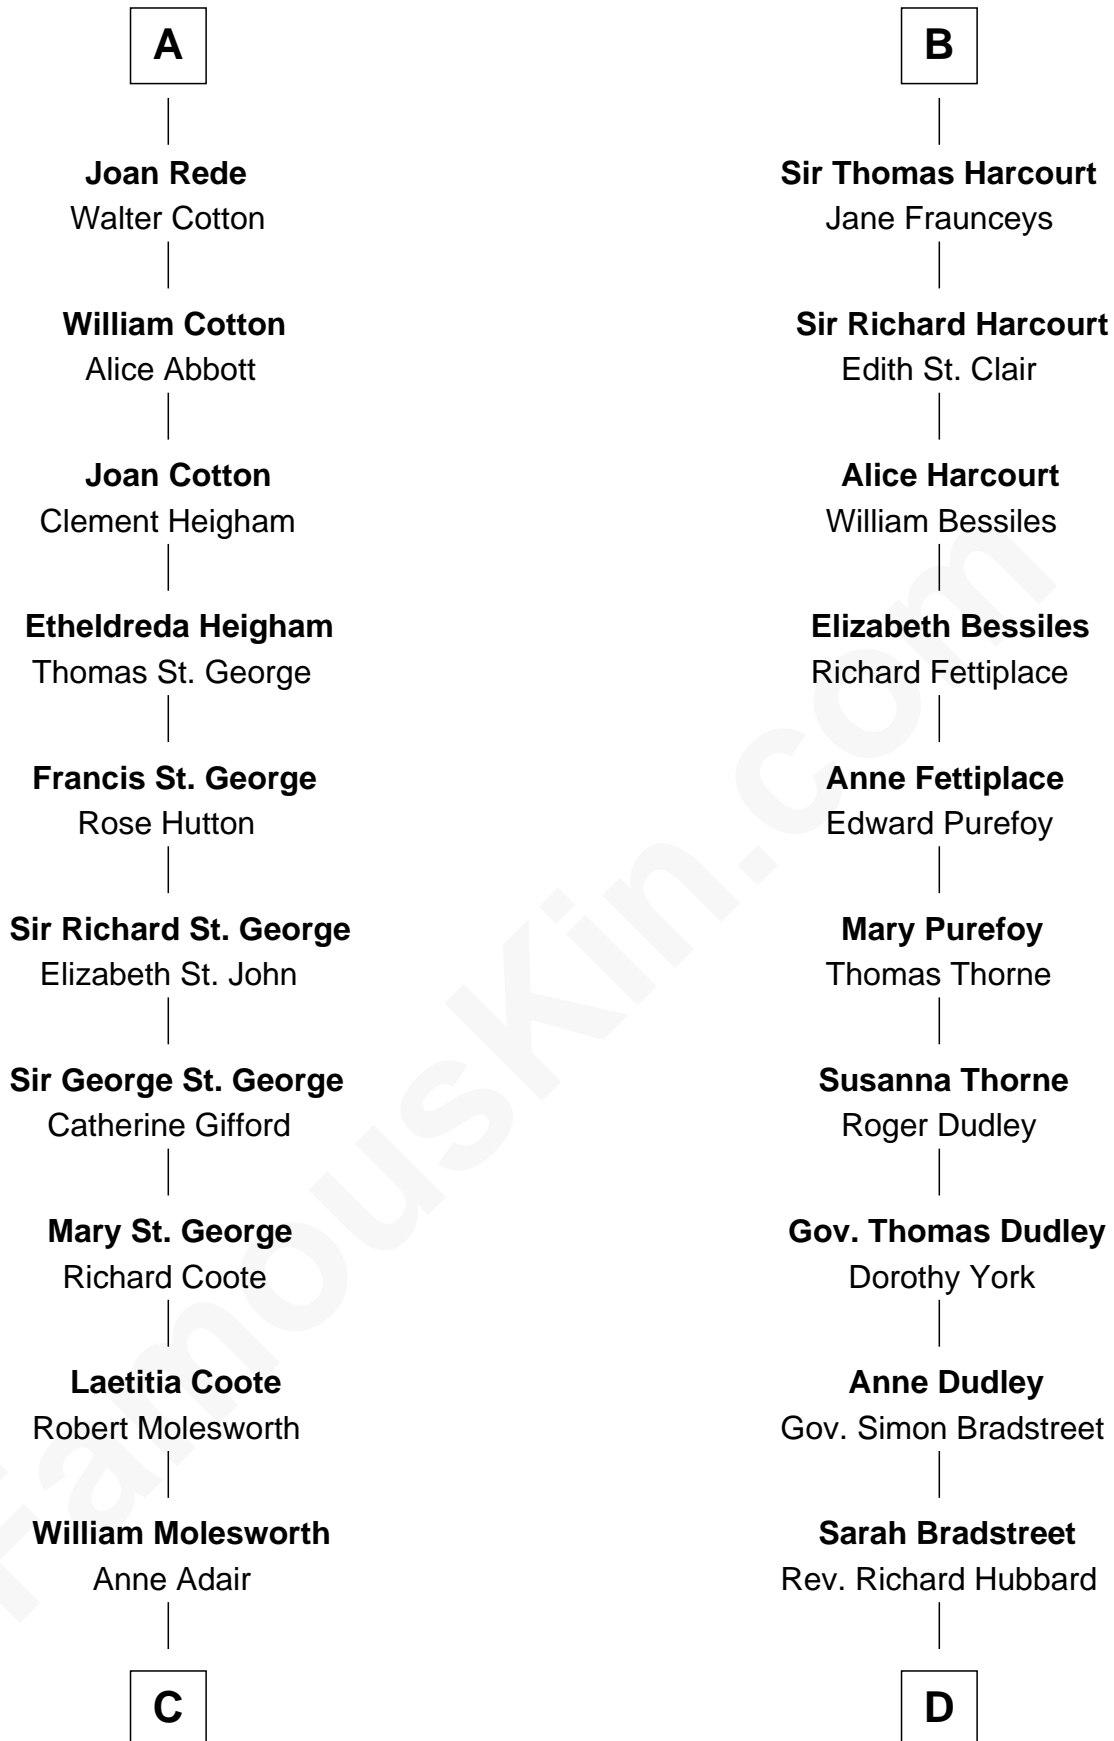 A
Joan Rede
Walter Cotton
William Cotton
Alice Abbott
Joan Cotton
Clement Heigham
Etheldreda Heigham
Thomas St. George
Francis St. George
Rose Hutton
Sir Richard St. George
Elizabeth St. John
Sir George St. George
Catherine Gifford
Mary St. George
Richard Coote
Laetitia Coote
Robert Molesworth
William Molesworth
Anne Adair
C
B
Sir Thomas Harcourt
Jane Fraunceys
Sir Richard Harcourt
Edith St. Clair
Alice Harcourt
William Bessiles
Elizabeth Bessiles
Richard Fettiplace
Anne Fettiplace
Edward Purefoy
Mary Purefoy
Thomas Thorne
Susanna Thorne
Roger Dudley
Gov. Thomas Dudley
Dorothy York
Anne Dudley
Gov. Simon Bradstreet
Sarah Bradstreet
Rev. Richard Hubbard
D
FamousKin.com